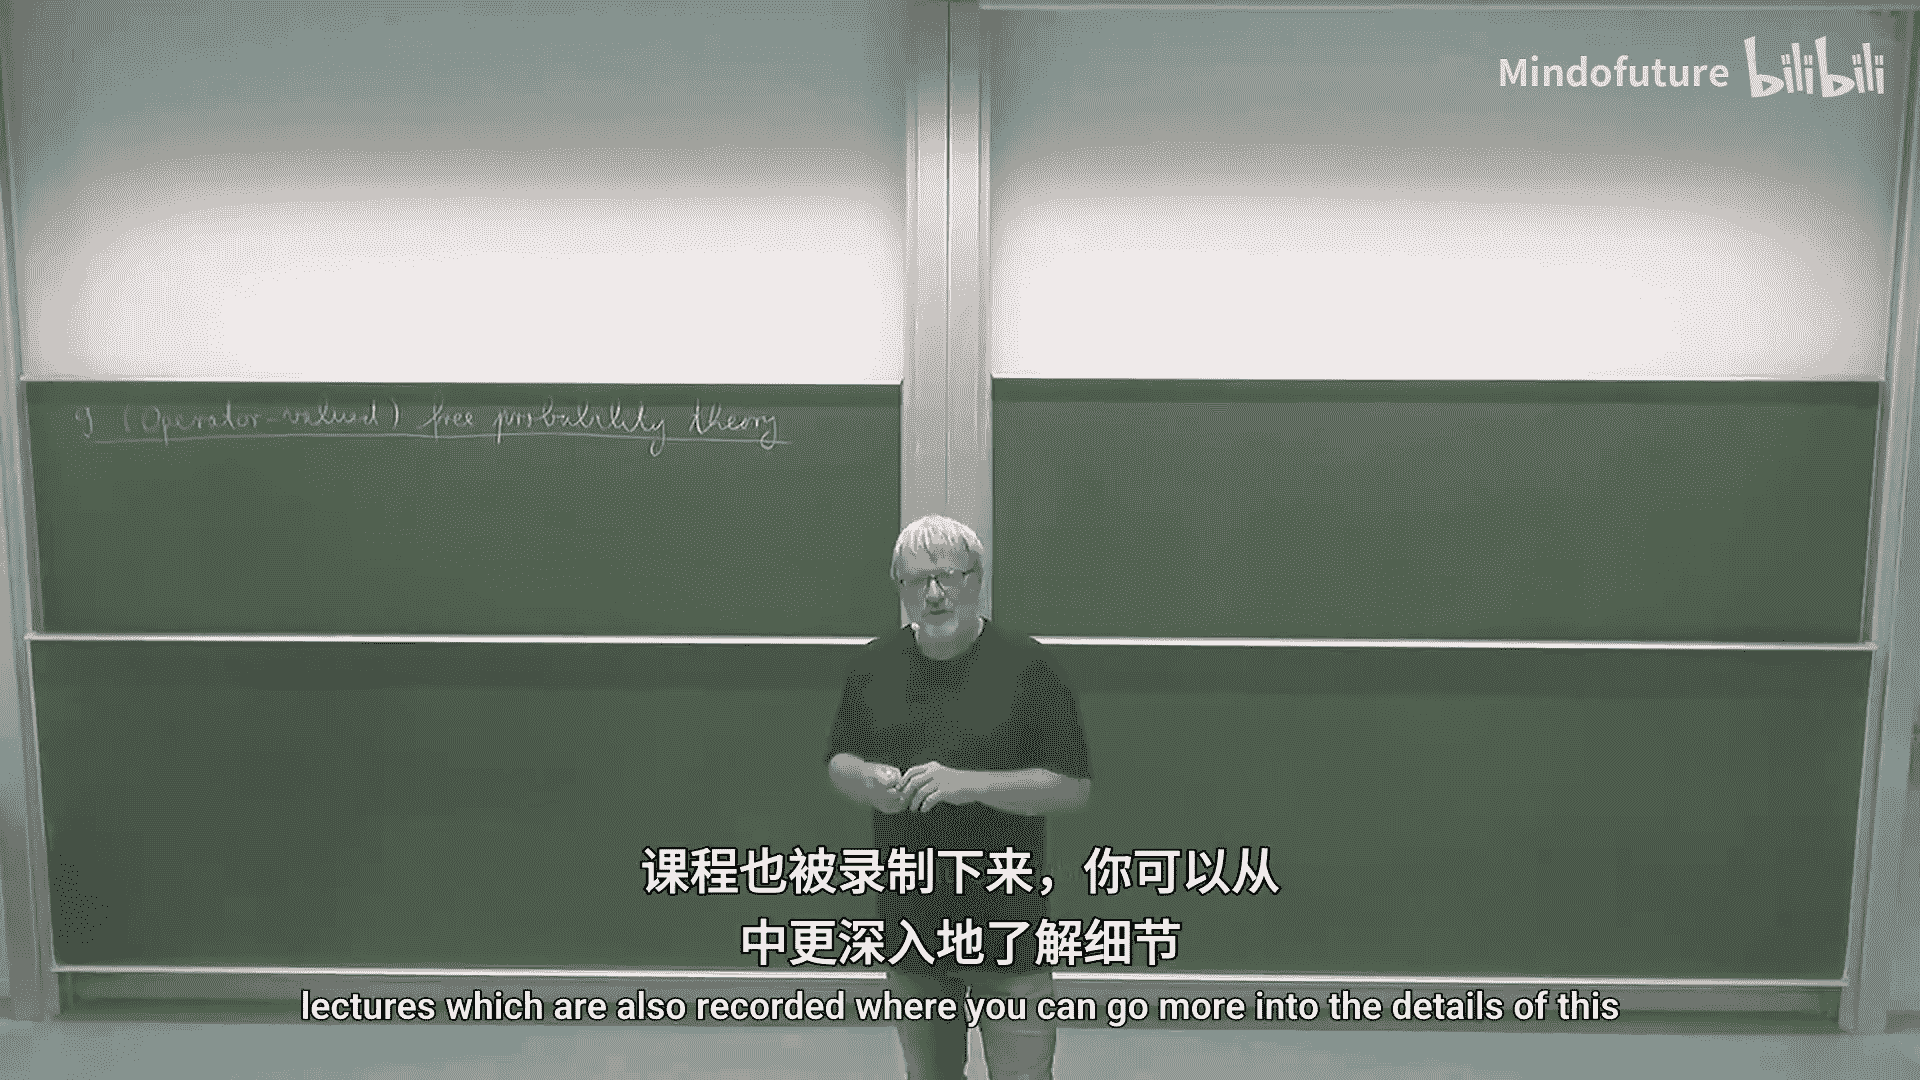 Mindofuture bilibili
9 (Operator-valued) free probability theory
课程也被录制下来，你可以从
中更深入地了解细节
lectures which are also recorded where you can go more into the details of this